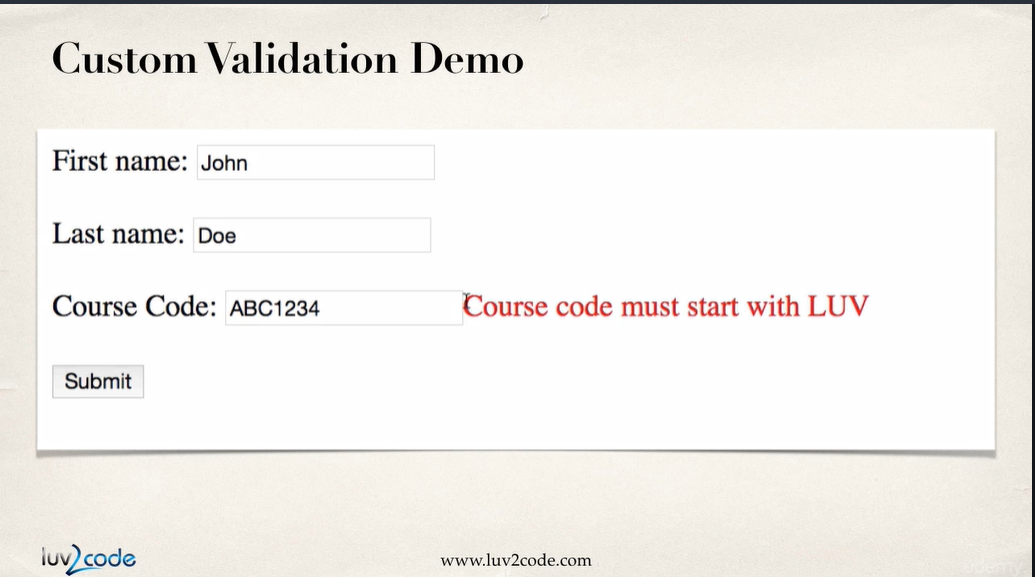 Custom Validation Demo
First name: John
Last name: Doe
Course Code: ABC1234 Course code must start with LUV
Submit
luv2code
www.luv2code.com
udemy